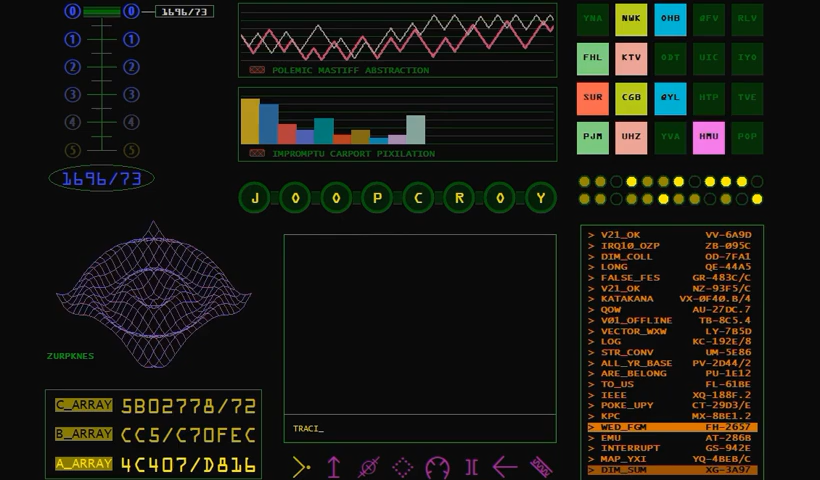 0 0 1696/73
1 1
2 2
3 3
4 4
5 5
1696/73
ZURPKNES
C_ARRAY 5B02778/72
B_ARRAY CC5/C70FEC
A_ARRAY 4C407/D816
POLEMIC MASTIFF ABSTRACTION
IMPROMPTU CARPORT PIXILATION
J O O P C R O Y
TRACI_
YNA NWK OHB QFV RLV
FHL KTV ODT UIC IYO
SUR CGB QYL HTP TVE
PJM UHZ YVA HMU POP
> V21_OK VV-6A9D
> IRQ10_OZP ZB-095C
> DIM_COLL OD-7FA1
> LONG QE-44A5
> FALSE_FES GR-483C/C
> V21_OK NZ-93F5/C
> KATAKANA VX-0F40.B/4
> QOW AU-27DC.7
> V01_OFFLINE TB-8C5.4
> VECTOR_WXW LY-7B5D
> LOG KC-192E/8
> STR_CONV UM-5E86
> ALL_YR_BASE PV-2D44/2
> ARE_BELONG PU-1E12
> TO_US FL-61BE
> IEEE XQ-188F.2
> POKE_UPY CT-29D3/E
> KPC MX-8BE1.2
> WED_FGM FH-2657
> EMU AT-286B
> INTERRUPT GS-942E
> MAP_YXI YQ-4BEB/C
> DIM_SUM XG-3A97